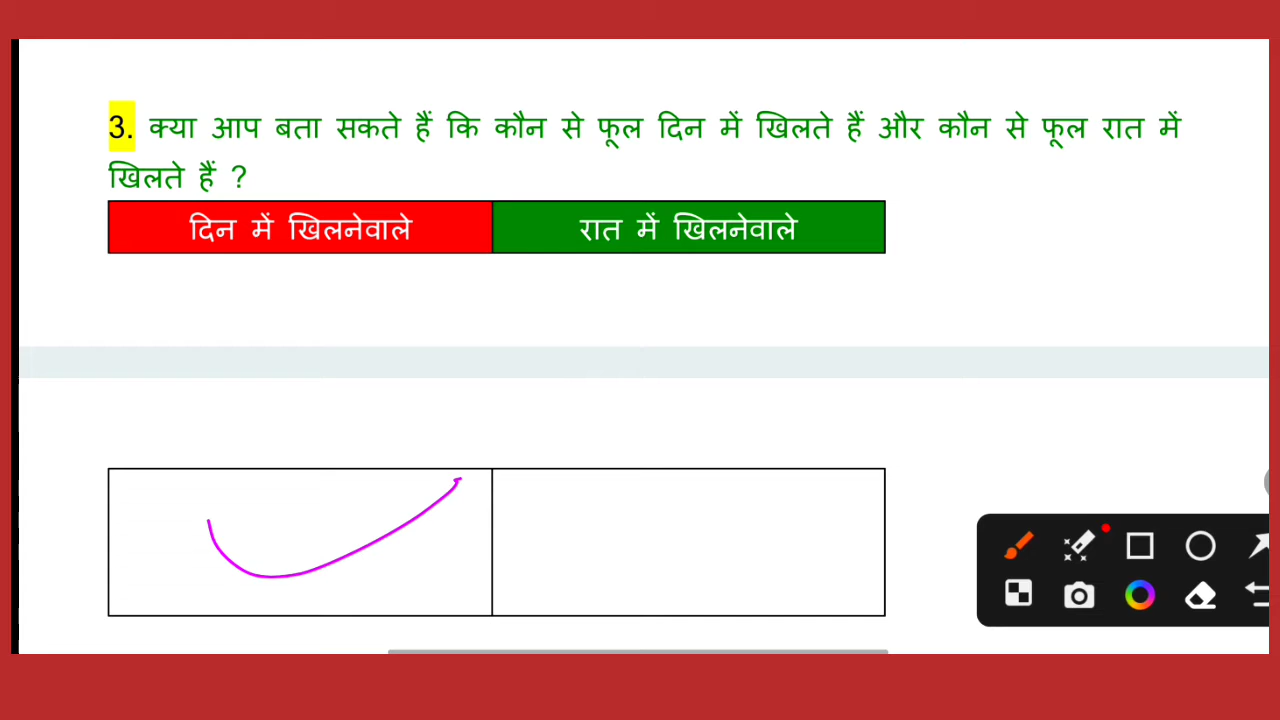 3. क्या आप बता सकते हैं कि कौन से फूल दिन में खिलते हैं और कौन से फूल रात में
खिलते हैं ?
दिन में खिलनेवाले रात में खिलनेवाले